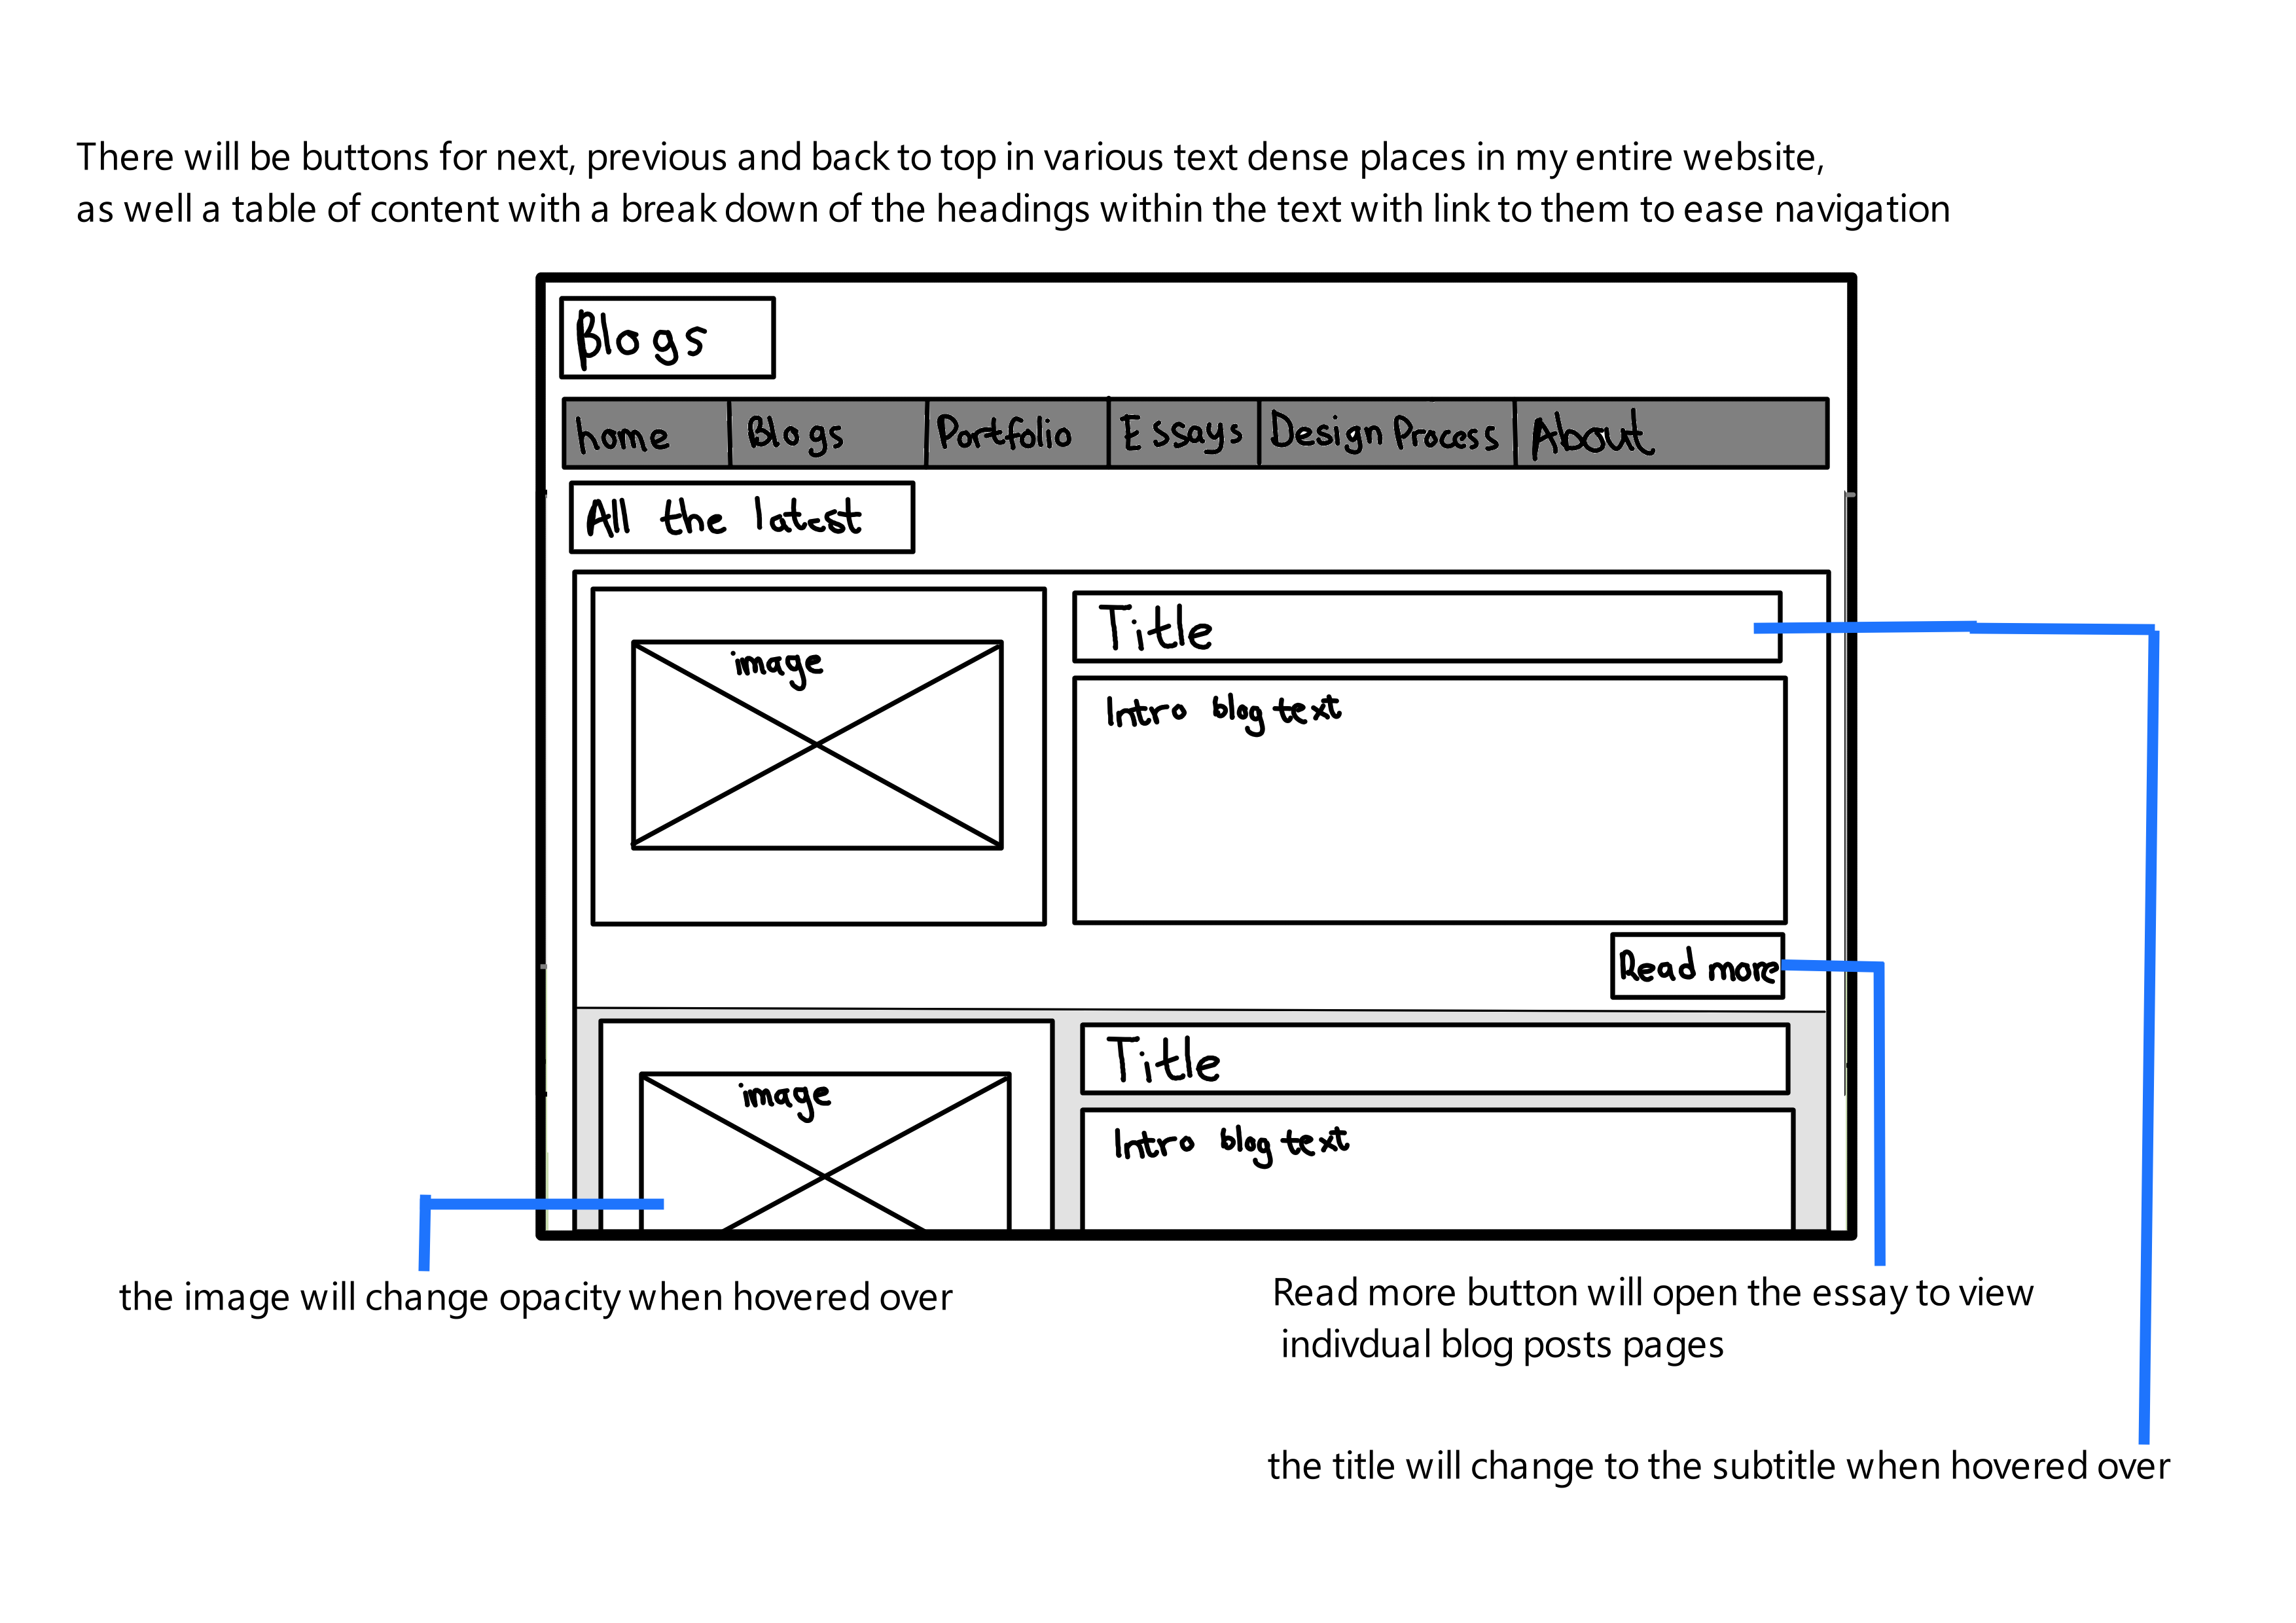 There will be buttons for next, previous and back to top in various text dense places in my entire website,
as well a table of content with a break down of the headings within the text with link to them to ease navigation
Blogs
home Blogs Portfolio Essays Design Process About
All the latest
image
Title
Intro blog text
Read more
image
Title
Intro blog text
the image will change opacity when hovered over
Read more button will open the essay to view
indivdual blog posts pages
the title will change to the subtitle when hovered over